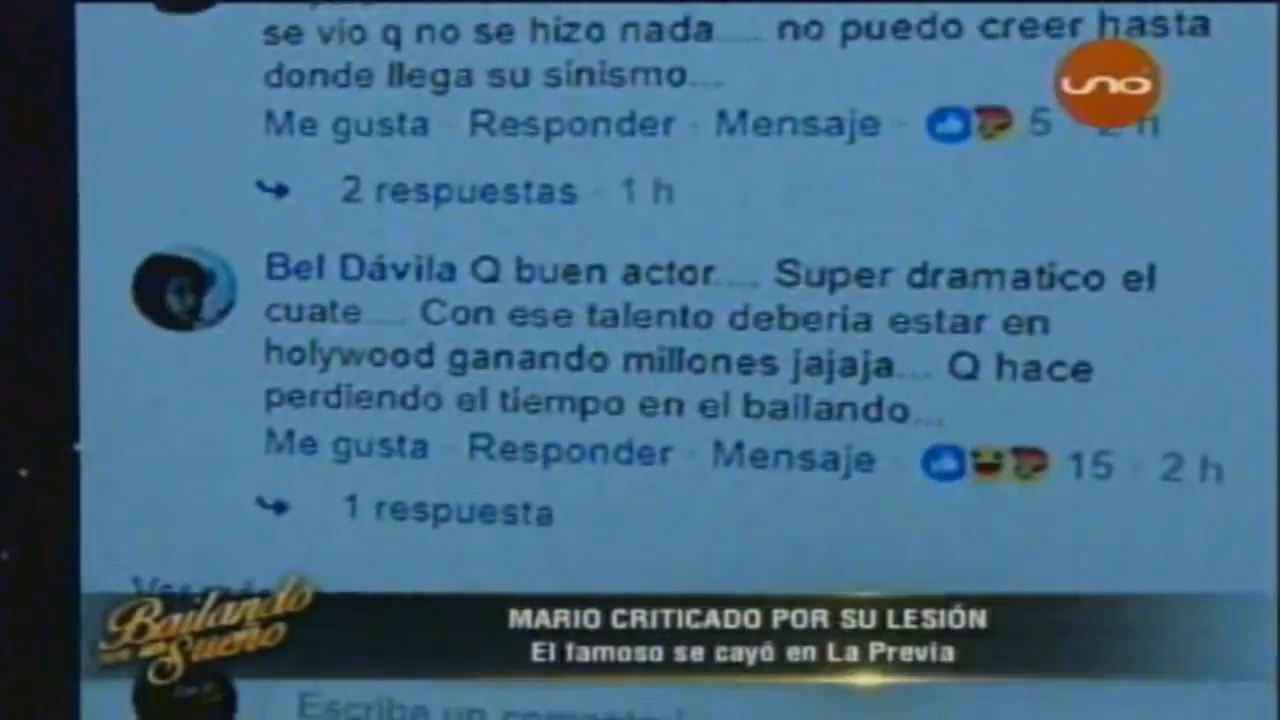 se vio q no se hizo nada.... no puedo creer hasta
donde llega su sinismo...
uno
Me gusta · Responder · Mensaje · 5 · 2 h
2 respuestas · 1 h
Bel Dávila Q buen actor.... Super dramatico el
cuate.... Con ese talento deberia estar en
holywood ganando millones jajaja.... Q hace
perdiendo el tiempo en el bailando...
Me gusta · Responder · Mensaje · 15 · 2 h
1 respuesta
Bailando
Sueño
MARIO CRITICADO POR SU LESIÓN
El famoso se cayó en La Previa
Escribe un